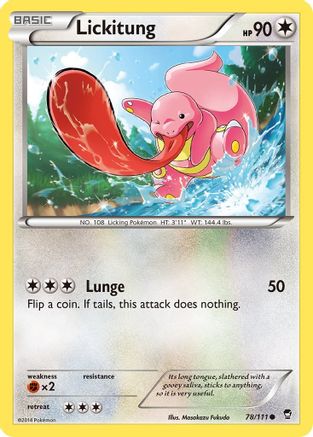 BASIC
Lickitung
HP 90
NO. 108 Licking Pokémon HT: 3'11" WT: 144.4 lbs.
Lunge 50
Flip a coin. If tails, this attack does nothing.
weakness
resistance
×2
retreat
Its long tongue, slathered with a
gooey saliva, sticks to anything,
so it is very useful.
©2014 Pokémon
Illus. Masakazu Fukuda
78/111